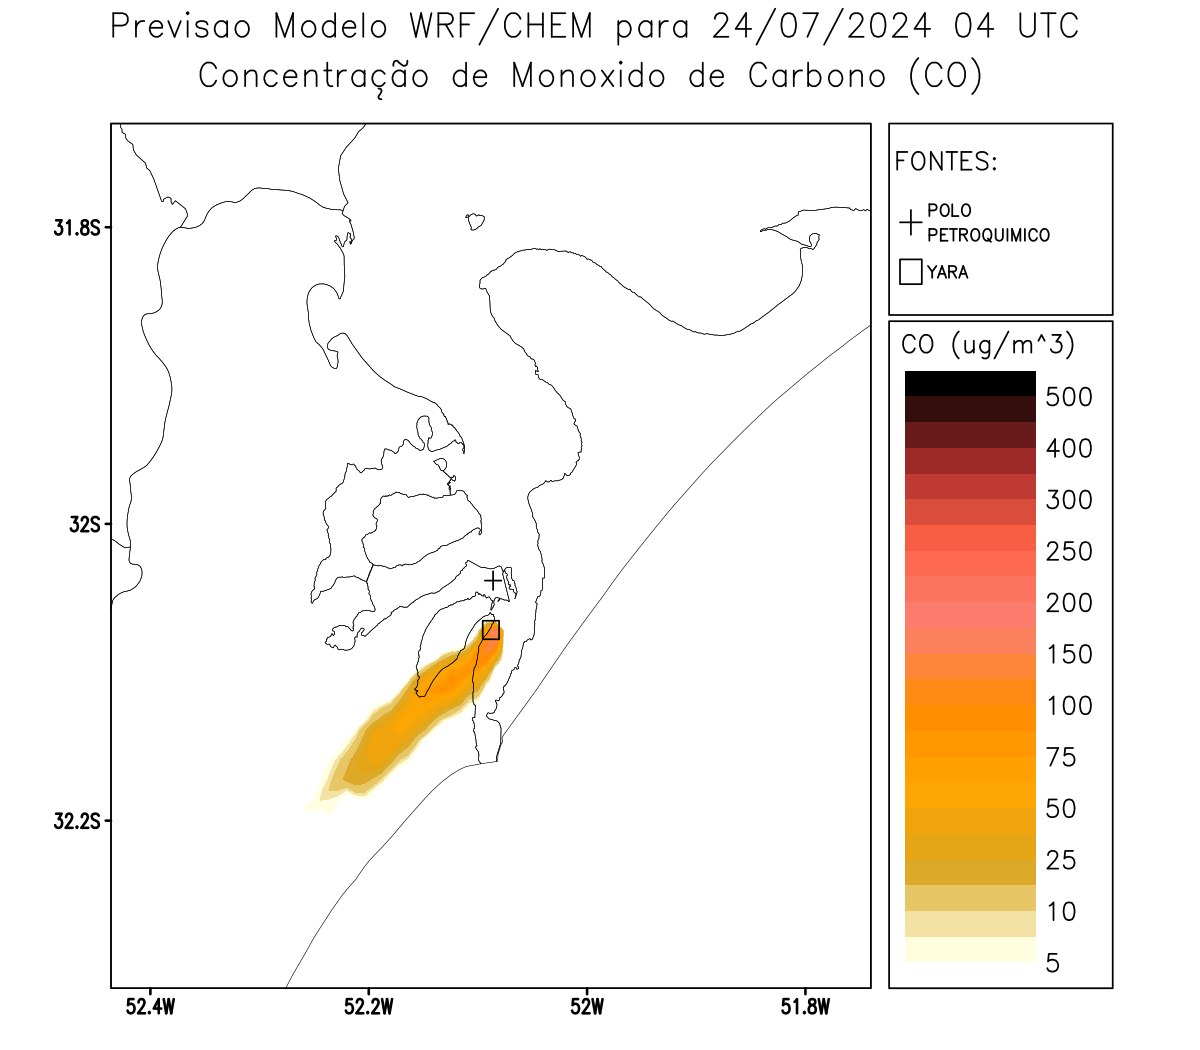 Previsao Modelo WRF/CHEM para 24/07/2024 04 UTC
Concentração de Monoxido de Carbono (CO)
FONTES:
POLO
PETROQUIMICO
YARA
CO (ug/m^3)
500
400
300
250
200
150
100
75
50
25
10
5
31.8S
32S
32.2S
52.4W
52.2W
52W
51.8W